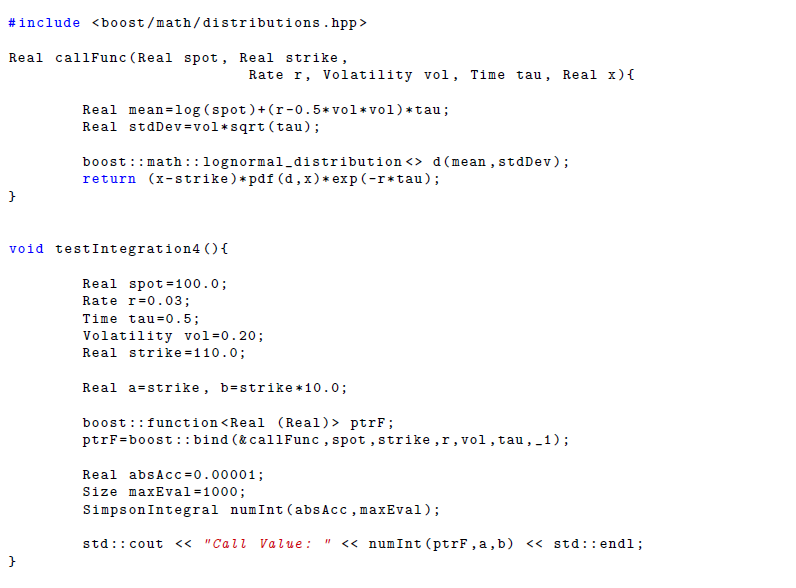 #include <boost/math/distributions.hpp>
Real callFunc(Real spot, Real strike,
Rate r, Volatility vol, Time tau, Real x){
Real mean=log(spot)+(r-0.5*vol*vol)*tau;
Real stdDev=vol*sqrt(tau);
boost::math::lognormal_distribution<> d(mean,stdDev);
return (x-strike)*pdf(d,x)*exp(-r*tau);
}
void testIntegration4(){
Real spot=100.0;
Rate r=0.03;
Time tau=0.5;
Volatility vol=0.20;
Real strike=110.0;
Real a=strike, b=strike*10.0;
boost::function<Real (Real)> ptrF;
ptrF=boost::bind(&callFunc,spot,strike,r,vol,tau,_1);
Real absAcc=0.00001;
Size maxEval=1000;
SimpsonIntegral numInt(absAcc,maxEval);
std::cout << "Call Value: " << numInt(ptrF,a,b) << std::endl;
}